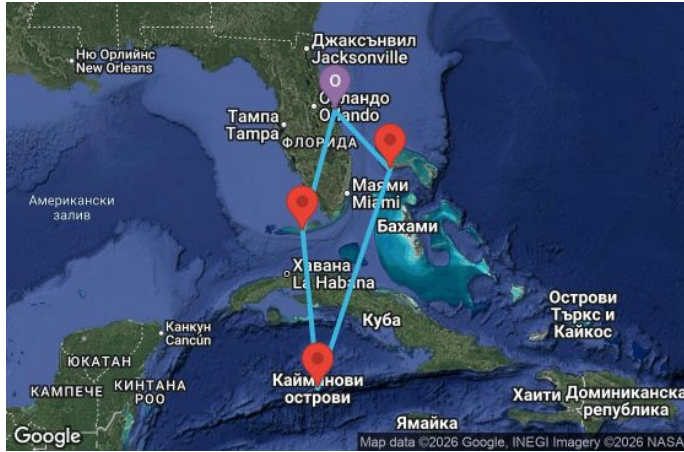 Джаксънвил
Jacksonville
Ню Орлийнс
New Orleans
O
Орландо
Orlando
Тампа
Tampa
ФЛОРИДА
Маями
Miami
Американски
залив
Бахами
Хавана
La Habana
Куба
Острови
Търкс и
Кайкос
Канкун
Cancún
ЮКАТАН
КАМПЕЧЕ
КИНТАНА
РОО
Кайманови
острови
Хаити
Доминиканска
република
Ямайка
Google
Map data ©2026 Google, INEGI Imagery ©2026 NASA